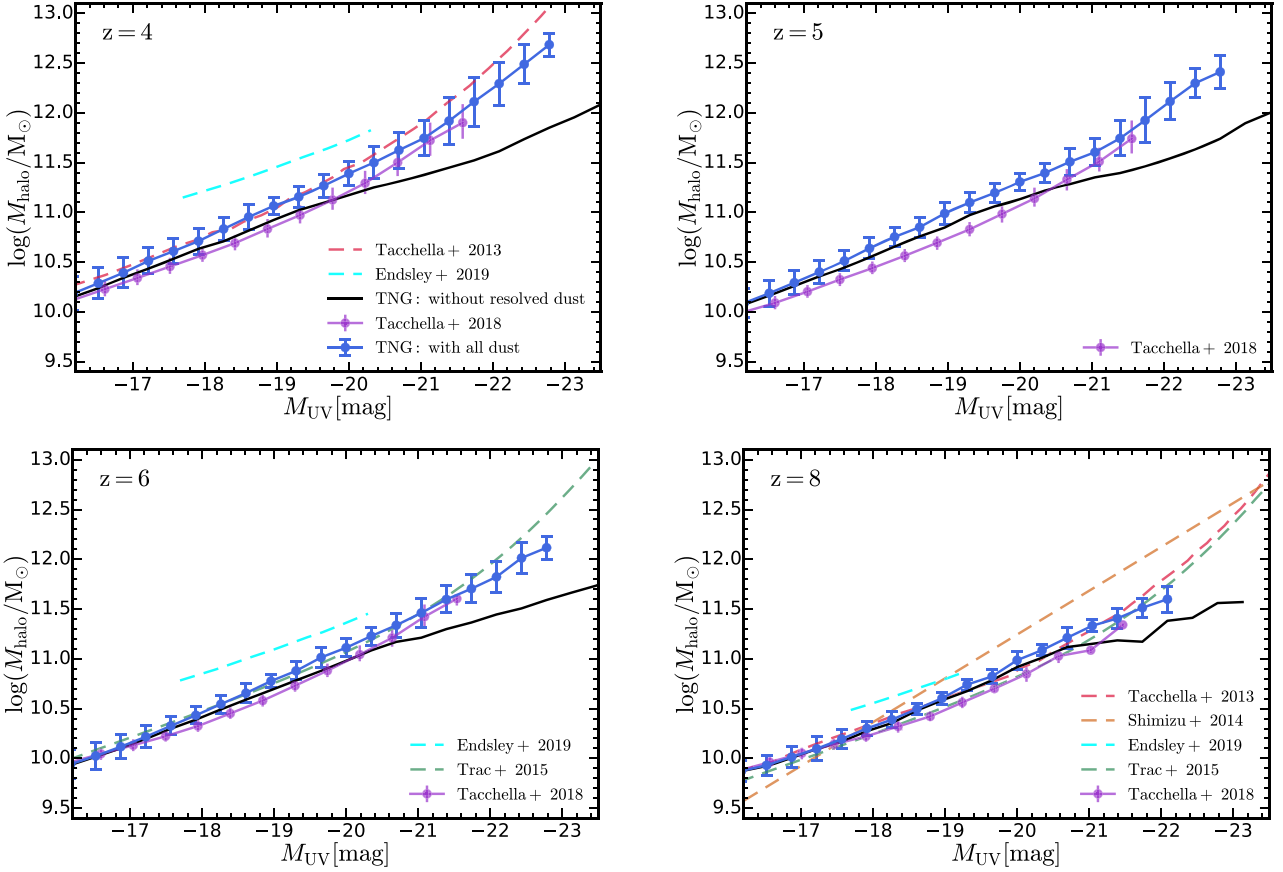 z = 4
log(M_halo/M_⊙)
13.0
12.5
12.0
11.5
11.0
10.5
10.0
9.5
Tacchella + 2013
Endsley + 2019
TNG : without resolved dust
Tacchella + 2018
TNG : with all dust
−17 −18 −19 −20 −21 −22 −23
M_UV[mag]
z = 5
log(M_halo/M_⊙)
13.0
12.5
12.0
11.5
11.0
10.5
10.0
9.5
Tacchella + 2018
−17 −18 −19 −20 −21 −22 −23
M_UV[mag]
z = 6
log(M_halo/M_⊙)
13.0
12.5
12.0
11.5
11.0
10.5
10.0
9.5
Endsley + 2019
Trac + 2015
Tacchella + 2018
−17 −18 −19 −20 −21 −22 −23
M_UV[mag]
z = 8
log(M_halo/M_⊙)
13.0
12.5
12.0
11.5
11.0
10.5
10.0
9.5
Tacchella + 2013
Shimizu + 2014
Endsley + 2019
Trac + 2015
Tacchella + 2018
−17 −18 −19 −20 −21 −22 −23
M_UV[mag]